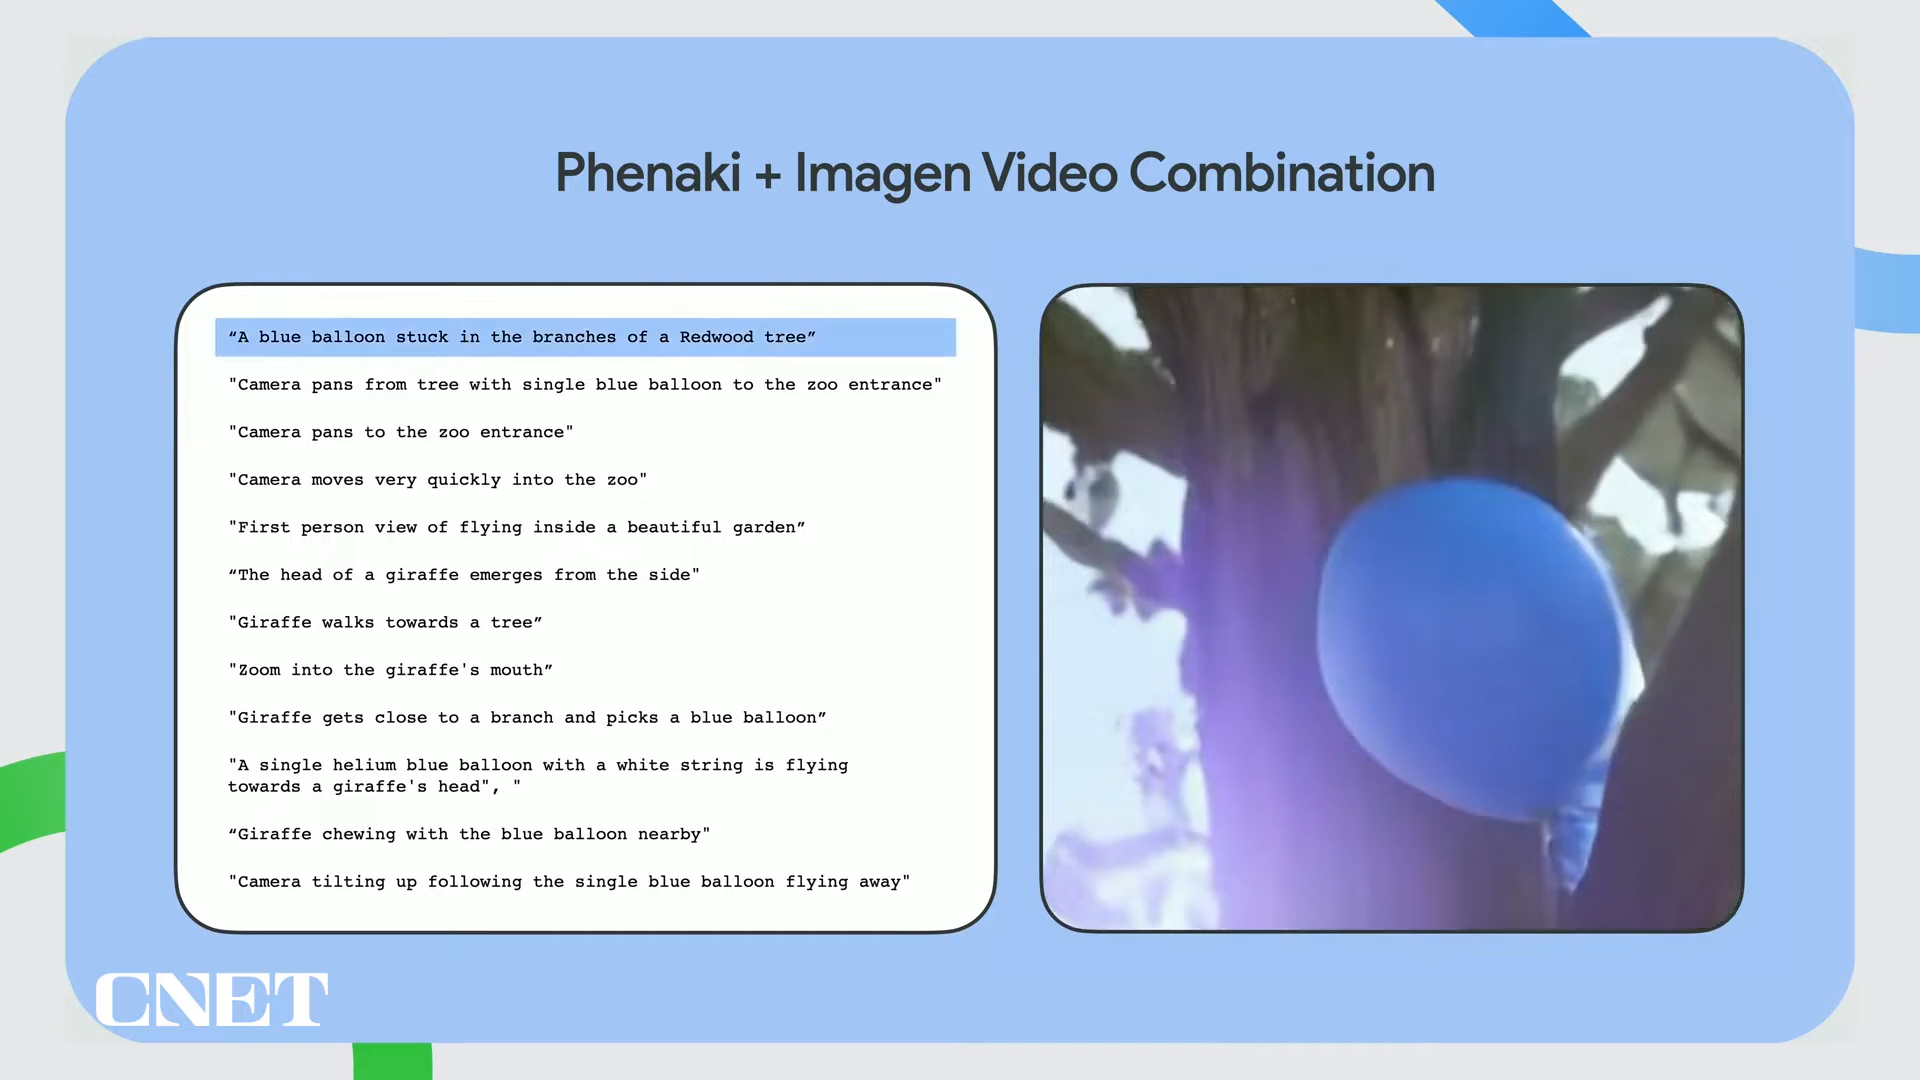 Phenaki + Imagen Video Combination
“A blue balloon stuck in the branches of a Redwood tree”
"Camera pans from tree with single blue balloon to the zoo entrance"
"Camera pans to the zoo entrance"
"Camera moves very quickly into the zoo"
"First person view of flying inside a beautiful garden”
“The head of a giraffe emerges from the side"
"Giraffe walks towards a tree”
"Zoom into the giraffe's mouth”
"Giraffe gets close to a branch and picks a blue balloon”
"A single helium blue balloon with a white string is flying
towards a giraffe's head", "
“Giraffe chewing with the blue balloon nearby"
"Camera tilting up following the single blue balloon flying away"
CNET